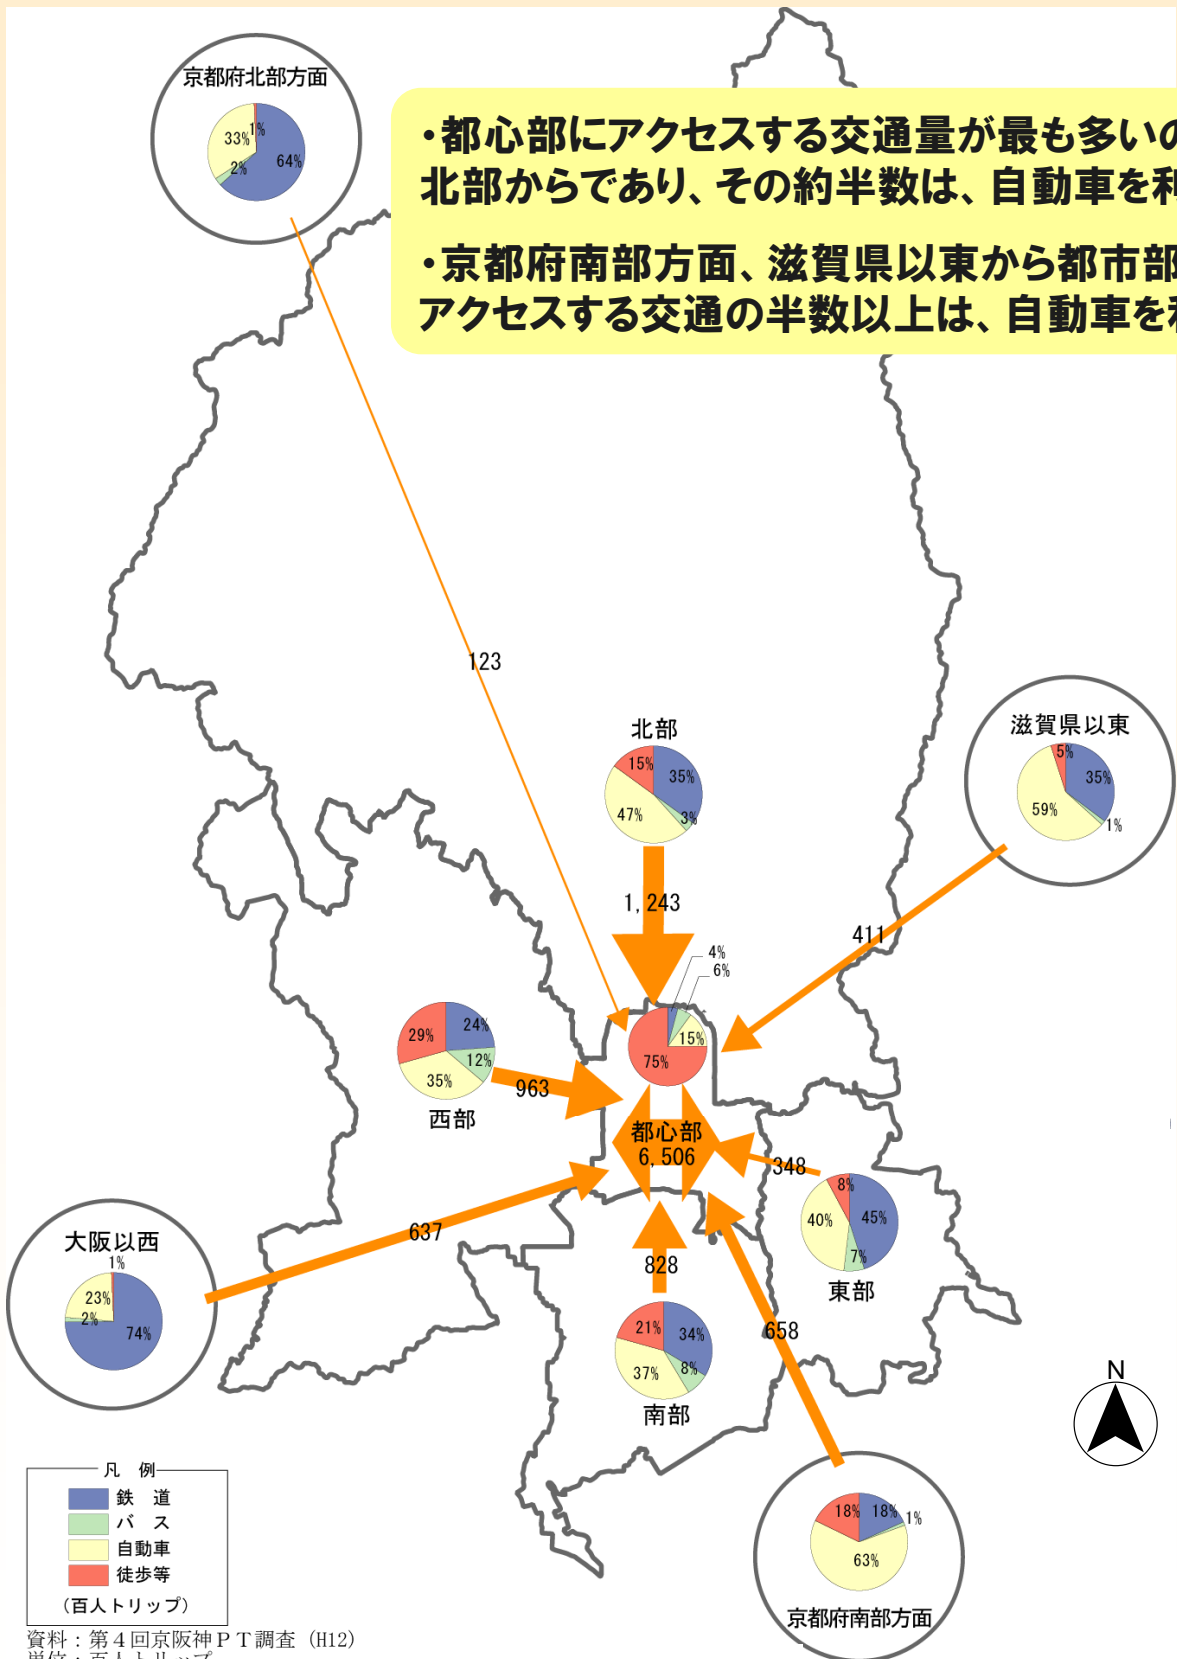 京都府北部方面
33%
1%
2%
64%
・都心部にアクセスする交通量が最も多いの
北部からであり、その約半数は、自動車を利
・京都府南部方面、滋賀県以東から都市部
アクセスする交通の半数以上は、自動車を利
123
北部
15%
35%
47%
3%
1,243
滋賀県以東
5%
35%
59%
1%
411
4%
6%
15%
75%
29%
24%
12%
35%
西部
963
都心部
6,506
348
8%
40%
45%
7%
東部
大阪以西
1%
23%
2%
74%
637
828
21%
34%
37%
8%
南部
658
N
18%
18%
1%
63%
京都府南部方面
凡 例
鉄 道
バ ス
自動車
徒歩等
(百人トリップ)
資料：第４回京阪神ＰＴ調査 (H12)
単位：百人トリップ